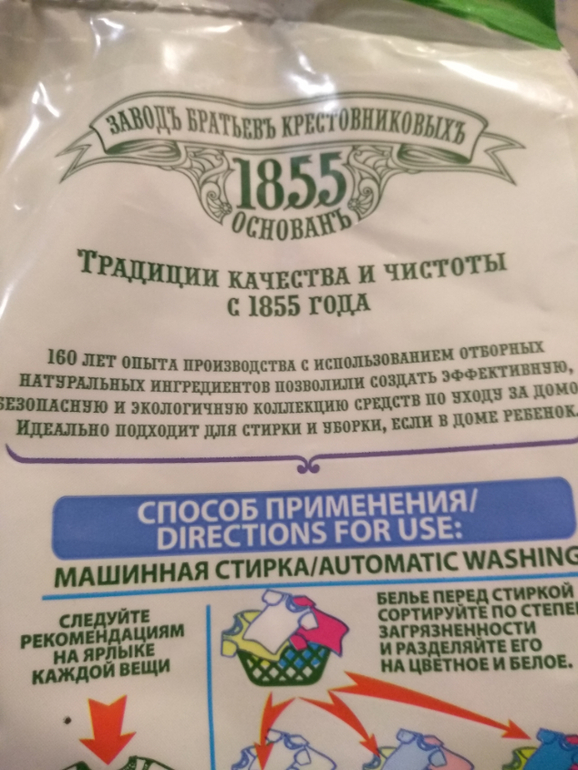 ЗАВОДЪ БРАТЬЕВЪ КРЕСТОВНИКОВЫХЪ
1855
ОСНОВАНЪ
ТРАДИЦИИ КАЧЕСТВА И ЧИСТОТЫ
С 1855 ГОДА
160 ЛЕТ ОПЫТА ПРОИЗВОДСТВА С ИСПОЛЬЗОВАНИЕМ ОТБОРНЫХ
НАТУРАЛЬНЫХ ИНГРЕДИЕНТОВ ПОЗВОЛИЛИ СОЗДАТЬ ЭФФЕКТИВНУЮ,
БЕЗОПАСНУЮ И ЭКОЛОГИЧНУЮ КОЛЛЕКЦИЮ СРЕДСТВ ПО УХОДУ ЗА ДОМО
ИДЕАЛЬНО ПОДХОДИТ ДЛЯ СТИРКИ И УБОРКИ, ЕСЛИ В ДОМЕ РЕБЕНОК.
СПОСОБ ПРИМЕНЕНИЯ/
DIRECTIONS FOR USE:
МАШИННАЯ СТИРКА/AUTOMATIC WASHING
СЛЕДУЙТЕ
РЕКОМЕНДАЦИЯМ
НА ЯРЛЫКЕ
КАЖДОЙ ВЕЩИ
БЕЛЬЕ ПЕРЕД СТИРКОЙ
СОРТИРУЙТЕ ПО СТЕПЕН
ЗАГРЯЗНЕННОСТИ
И РАЗДЕЛЯЙТЕ ЕГО
НА ЦВЕТНОЕ И БЕЛОЕ.